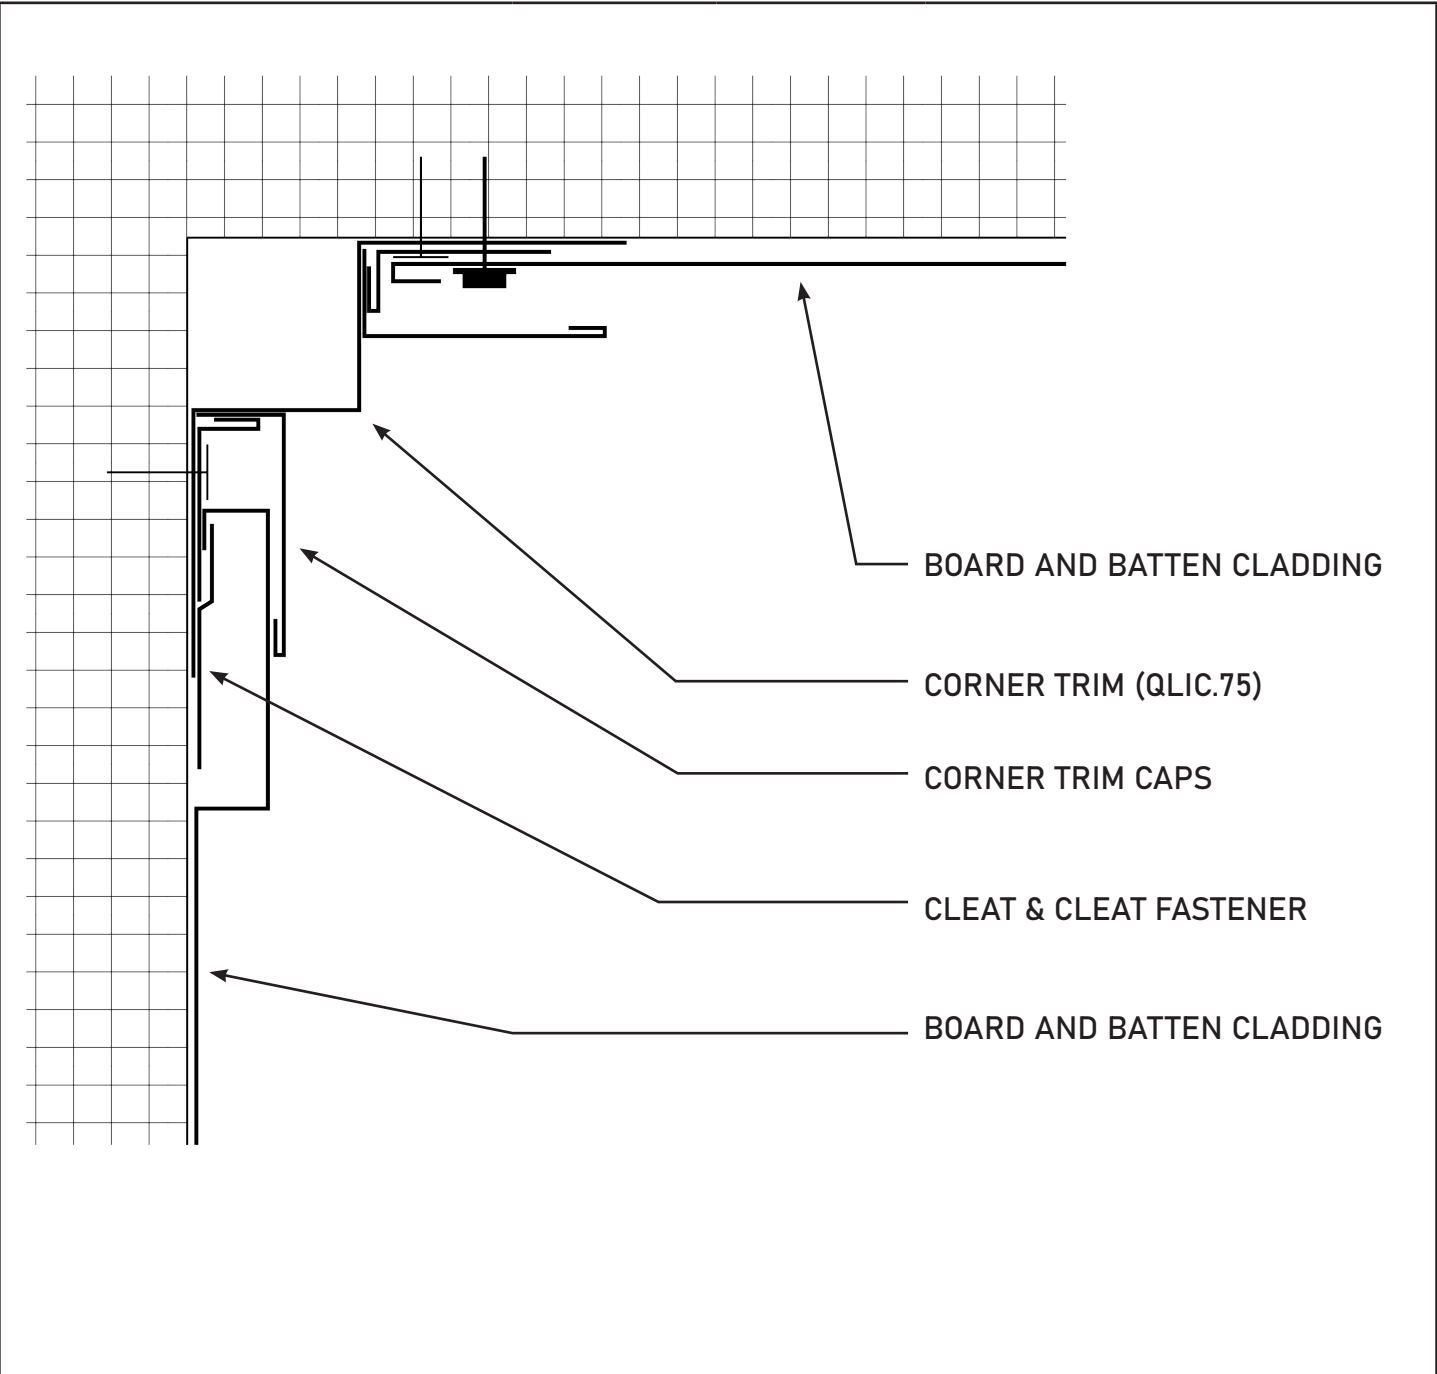 BOARD AND BATTEN CLADDING
CORNER TRIM (QLIC.75)
CORNER TRIM CAPS
CLEAT & CLEAT FASTENER
BOARD AND BATTEN CLADDING